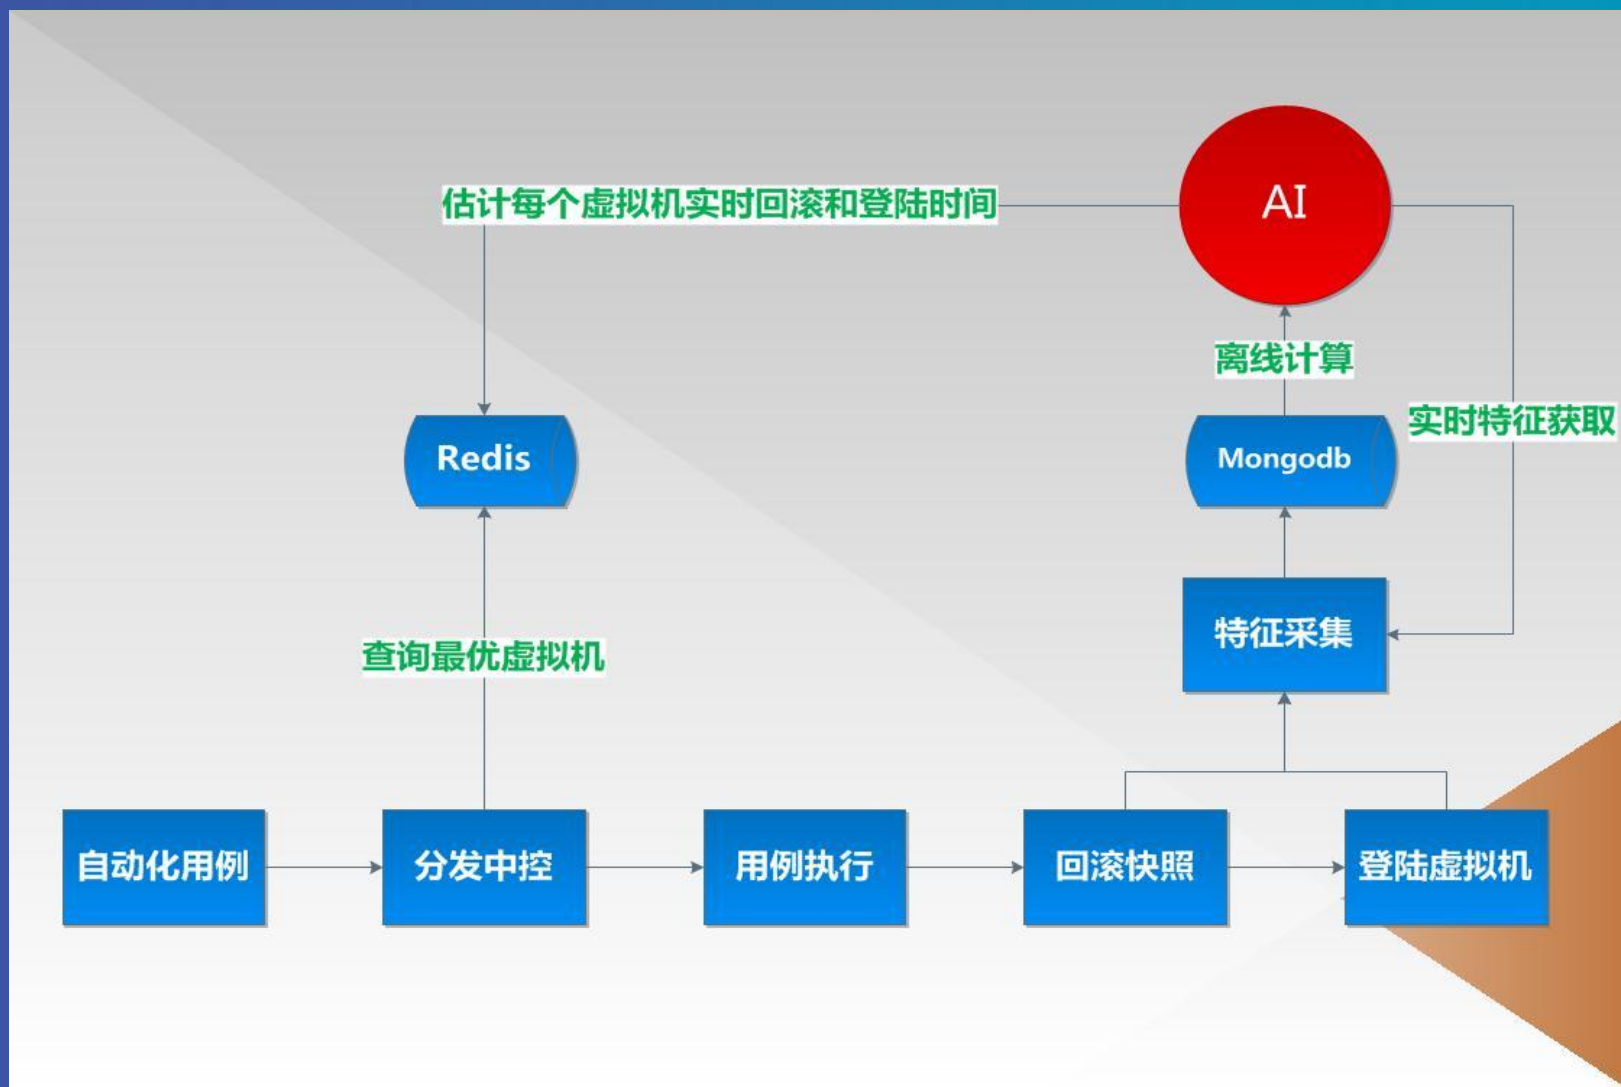 AI
估计每个虚拟机实时回滚和登陆时间
离线计算
实时特征获取
Redis
Mongodb
特征采集
查询最优虚拟机
自动化用例
分发中控
用例执行
回滚快照
登陆虚拟机